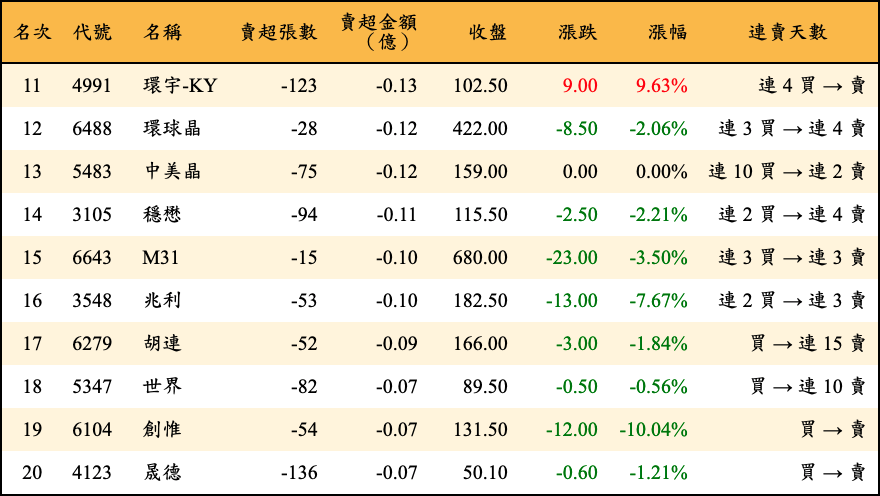 名次 代號 名稱 賣超張數 賣超金額（億） 收盤 漲跌 漲幅 連賣天數
11 4991 環宇-KY -123 -0.13 102.50 9.00 9.63% 連 4 買 → 賣
12 6488 環球晶 -28 -0.12 422.00 -8.50 -2.06% 連 3 買 → 連 4 賣
13 5483 中美晶 -75 -0.12 159.00 0.00 0.00% 連 10 買 → 連 2 賣
14 3105 穩懋 -94 -0.11 115.50 -2.50 -2.21% 連 2 買 → 連 4 賣
15 6643 M31 -15 -0.10 680.00 -23.00 -3.50% 連 3 買 → 連 3 賣
16 3548 兆利 -53 -0.10 182.50 -13.00 -7.67% 連 2 買 → 連 3 賣
17 6279 胡連 -52 -0.09 166.00 -3.00 -1.84% 買 → 連 15 賣
18 5347 世界 -82 -0.07 89.50 -0.50 -0.56% 買 → 連 10 賣
19 6104 創惟 -54 -0.07 131.50 -12.00 -10.04% 買 → 賣
20 4123 晟德 -136 -0.07 50.10 -0.60 -1.21% 買 → 賣